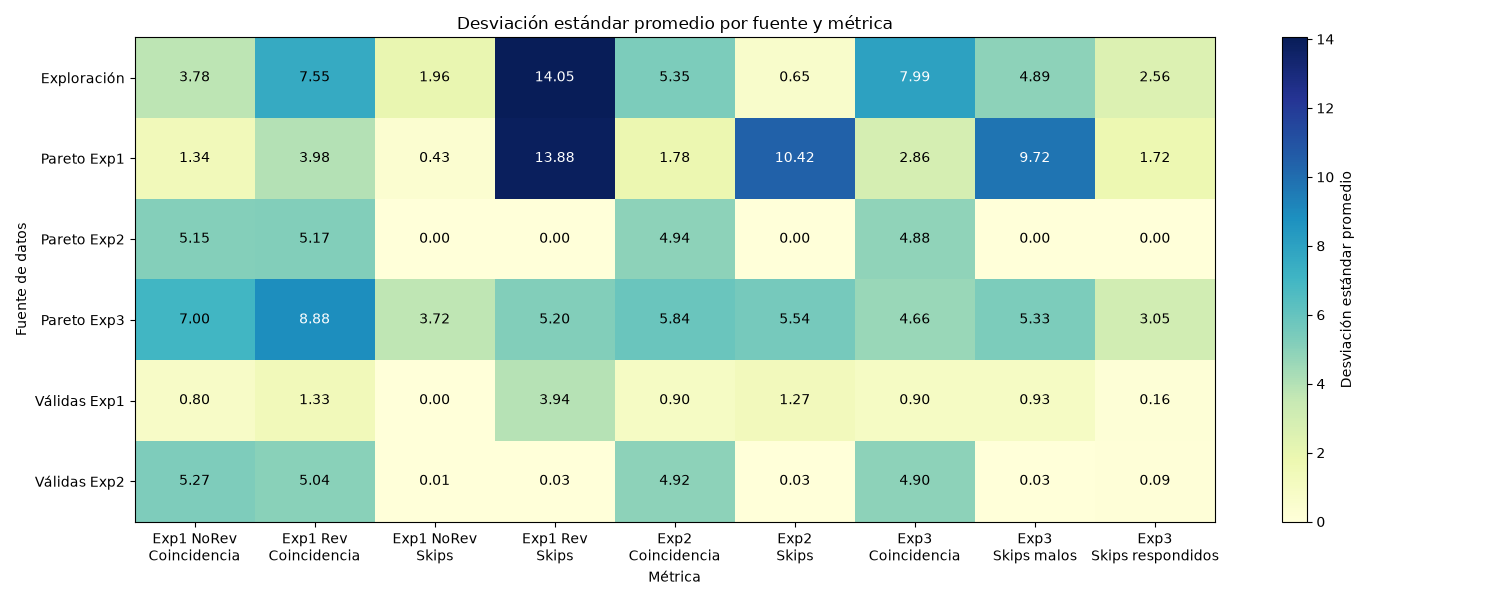 Desviación estándar promedio por fuente y métrica
Exploración 3.78 7.55 1.96 14.05 5.35 0.65 7.99 4.89 2.56
Pareto Exp1 1.34 3.98 0.43 13.88 1.78 10.42 2.86 9.72 1.72
Pareto Exp2 5.15 5.17 0.00 0.00 4.94 0.00 4.88 0.00 0.00
Pareto Exp3 7.00 8.88 3.72 5.20 5.84 5.54 4.66 5.33 3.05
Válidas Exp1 0.80 1.33 0.00 3.94 0.90 1.27 0.90 0.93 0.16
Válidas Exp2 5.27 5.04 0.01 0.03 4.92 0.03 4.90 0.03 0.09
Exp1 NoRev Exp1 Rev Exp1 NoRev Exp1 Rev Exp2 Exp2 Exp3 Exp3 Exp3
Coincidencia Coincidencia Skips Skips Coincidencia Skips Coincidencia Skips malos Skips respondidos
Métrica
Fuente de datos
14
12
10
8
6
4
2
0
Desviación estándar promedio